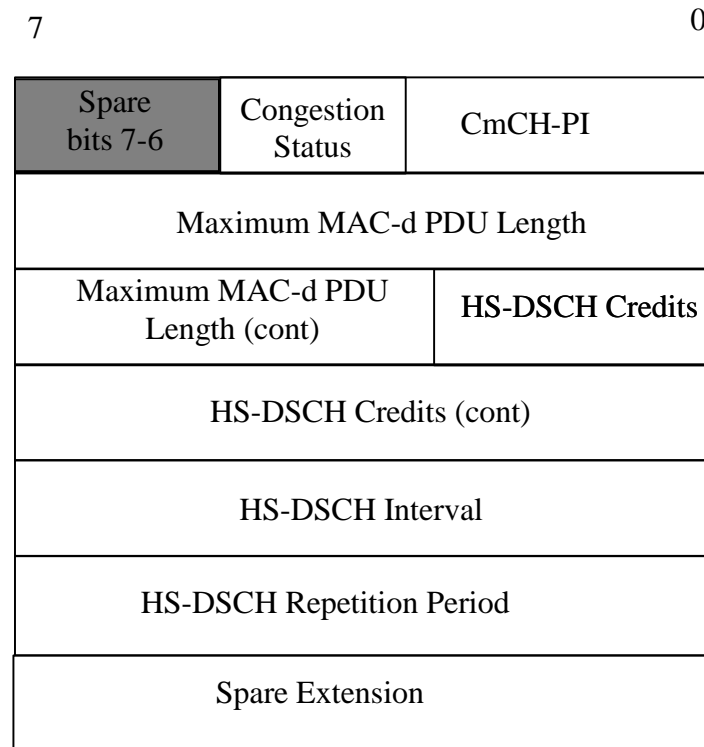 7 0
Spare
bits 7-6
Congestion
Status
CmCH-PI
Maximum MAC-d PDU Length
Maximum MAC-d PDU
Length (cont)
HS-DSCH Credits
HS-DSCH Credits (cont)
HS-DSCH Interval
HS-DSCH Repetition Period
Spare Extension